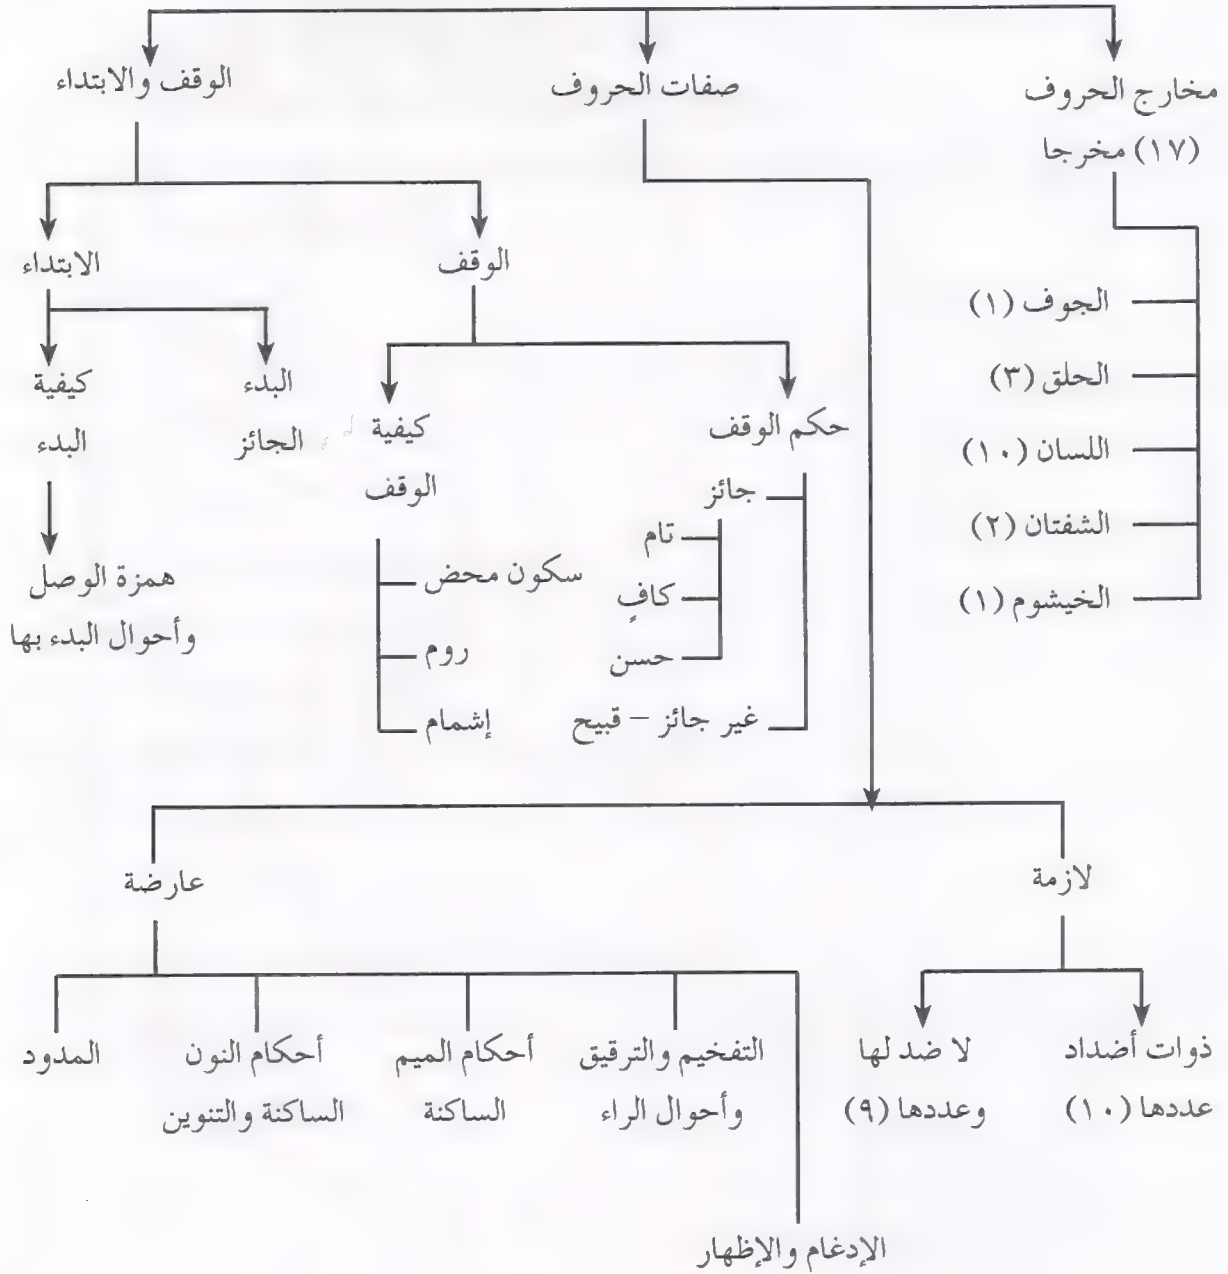 مخارج الحروف
(١٧) مخرجا
الجوف (١)
الحلق (٣)
اللسان (١٠)
الشفتان (٢)
الخيشوم (١)
صفات الحروف
الوقف والابتداء
الوقف
حكم الوقف
جائز
تام
كافٍ
حسن
غير جائز – قبيح
كيفية
الوقف
سكون محض
روم
إشمام
الابتداء
البدء
الجائز
كيفية
البدء
همزة الوصل
وأحوال البدء بها
لازمة
ذوات أضداد
عددها (١٠)
لا ضد لها
وعددها (٩)
عارضة
الإدغام والإظهار
التفخيم والترقيق
وأحوال الراء
أحكام الميم
الساكنة
أحكام النون
الساكنة والتنوين
المدود